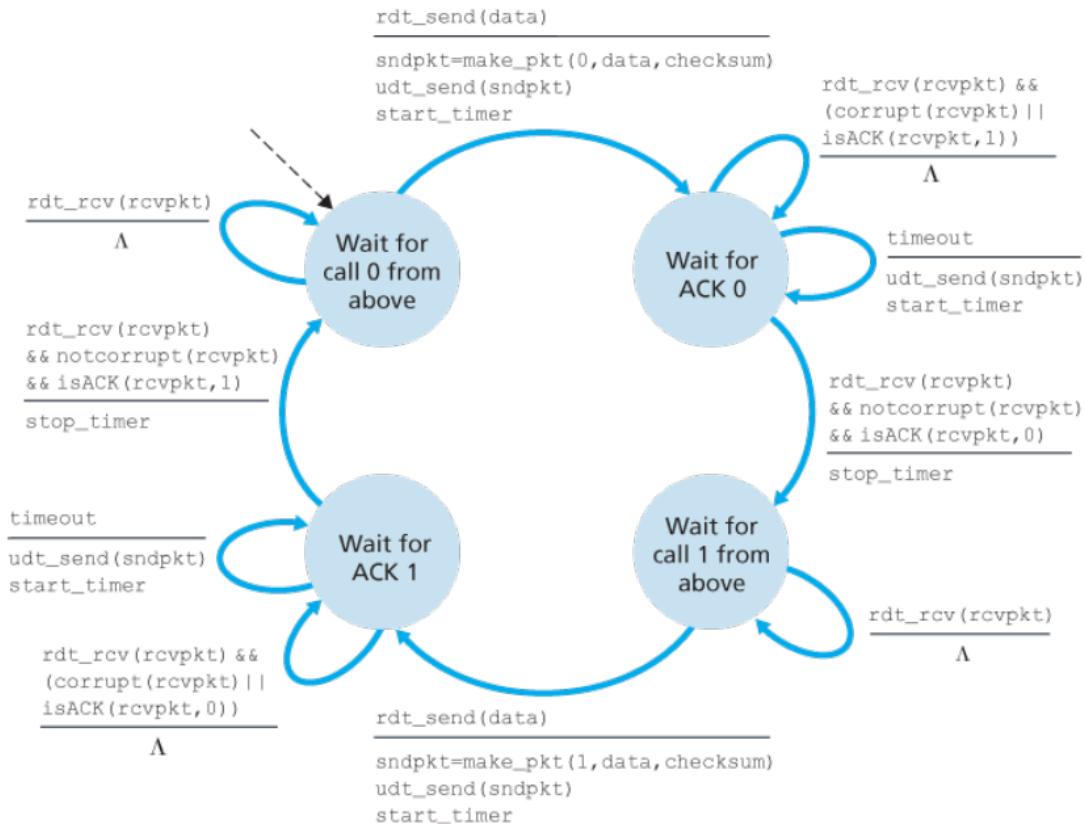 rdt_send(data)
sndpkt=make_pkt(0,data,checksum)
udt_send(sndpkt)
start_timer
rdt_rcv(rcvpkt) &&
(corrupt(rcvpkt)||
isACK(rcvpkt,1))
Λ
rdt_rcv(rcvpkt)
Λ
Wait for
call 0 from
above
Wait for
ACK 0
timeout
udt_send(sndpkt)
start_timer
rdt_rcv(rcvpkt)
&& notcorrupt(rcvpkt)
&& isACK(rcvpkt,1)
stop_timer
rdt_rcv(rcvpkt)
&& notcorrupt(rcvpkt)
&& isACK(rcvpkt,0)
stop_timer
timeout
udt_send(sndpkt)
start_timer
Wait for
ACK 1
Wait for
call 1 from
above
rdt_rcv(rcvpkt)
Λ
rdt_rcv(rcvpkt) &&
(corrupt(rcvpkt)||
isACK(rcvpkt,0))
Λ
rdt_send(data)
sndpkt=make_pkt(1,data,checksum)
udt_send(sndpkt)
start_timer